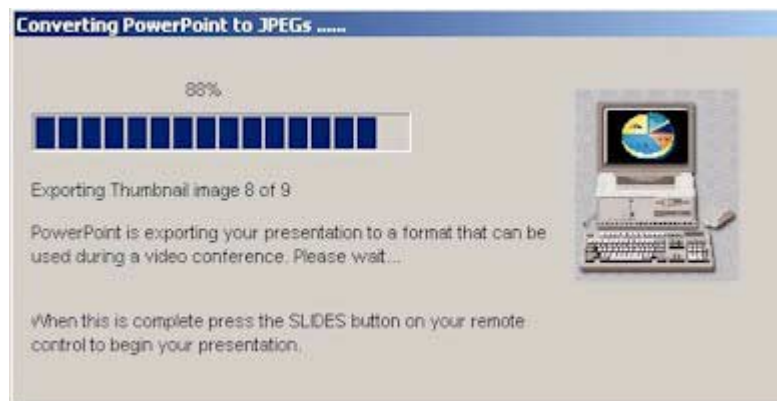 Converting PowerPoint to JPEGs ......
88%
Exporting Thumbnail image 8 of 9
PowerPoint is exporting your presentation to a format that can be
used during a video conference. Please wait...
When this is complete press the SLIDES button on your remote
control to begin your presentation.